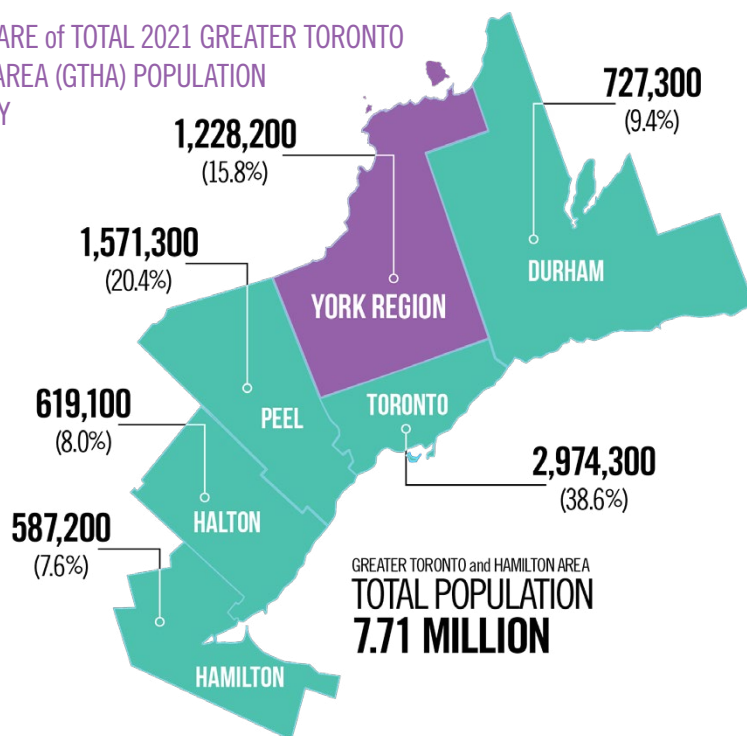 ARE of TOTAL 2021 GREATER TORONTO
AREA (GTHA) POPULATION
Y
727,300
(9.4%)
1,228,200
(15.8%)
1,571,300
(20.4%)
DURHAM
YORK REGION
619,100
(8.0%)
PEEL
TORONTO
2,974,300
(38.6%)
HALTON
587,200
(7.6%)
GREATER TORONTO and HAMILTON AREA
TOTAL POPULATION
7.71 MILLION
HAMILTON